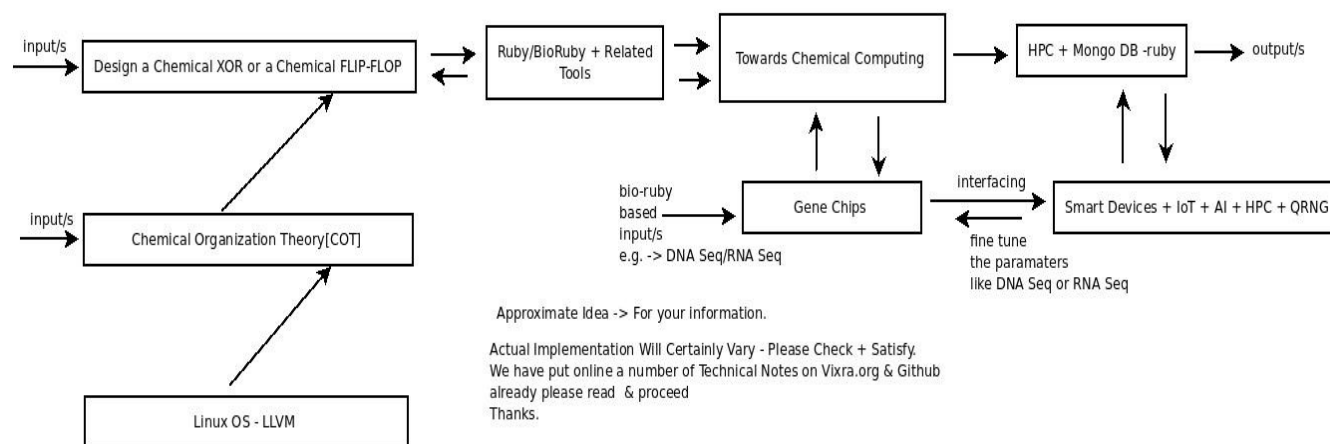 input/s
Design a Chemical XOR or a Chemical FLIP-FLOP
Ruby/BioRuby + Related
Tools
Towards Chemical Computing
HPC + Mongo DB -ruby
output/s
input/s
Chemical Organization Theory[COT]
bio-ruby
based
input/s
e.g. -> DNA Seq/RNA Seq
Gene Chips
interfacing
fine tune
the paramaters
like DNA Seq or RNA Seq
Smart Devices + IoT + AI + HPC + QRNG
Approximate Idea -> For your information.
Actual Implementation Will Certainly Vary - Please Check + Satisfy.
We have put online a number of Technical Notes on Vixra.org & Github
already please read & proceed
Thanks.
Linux OS - LLVM